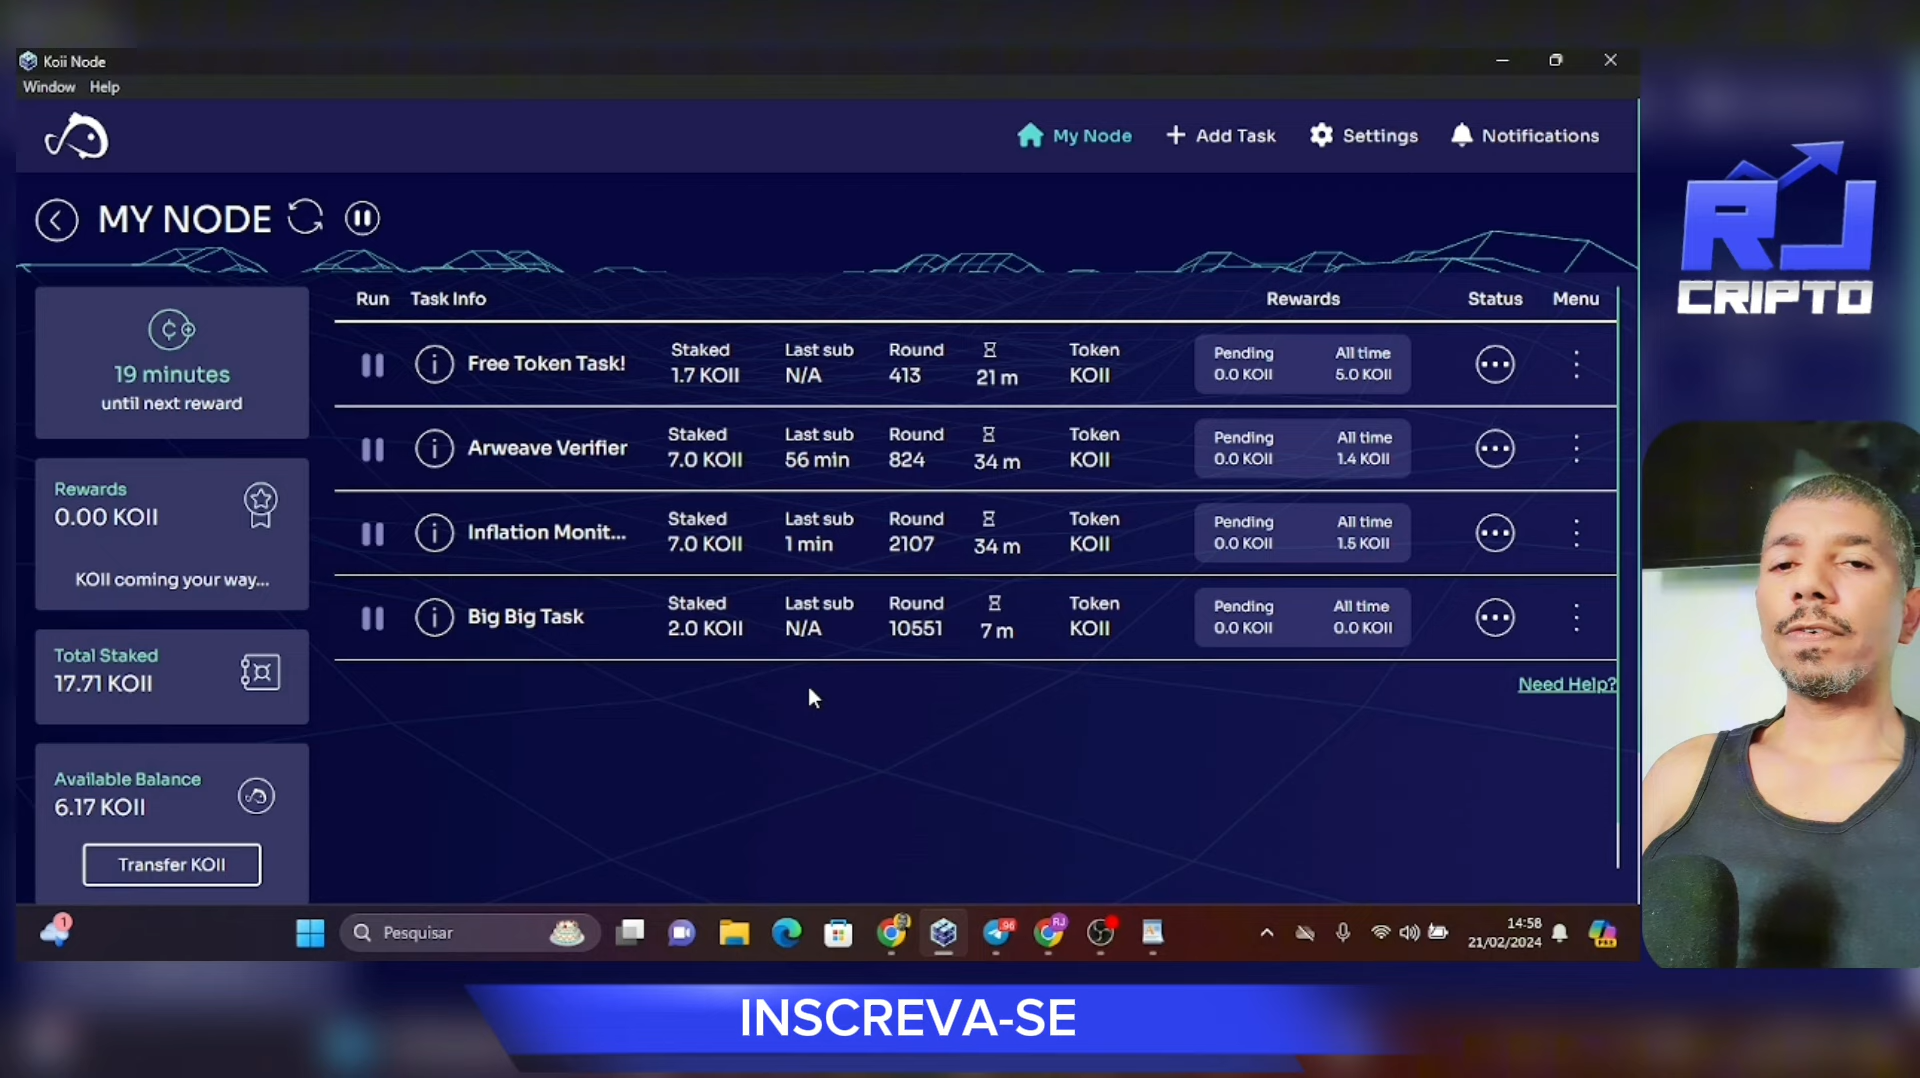 Koii Node
Window Help
My Node Add Task Settings Notifications
MY NODE
19 minutes
until next reward
Rewards
0.00 KOII
KOII coming your way...
Total Staked
17.71 KOII
Available Balance
6.17 KOII
Transfer KOII
Run Task Info Rewards Status Menu
Free Token Task! Staked Last sub Round Token Pending All time
1.7 KOII N/A 413 21 m KOII 0.0 KOII 5.0 KOII
Arweave Verifier Staked Last sub Round Token Pending All time
7.0 KOII 56 min 824 34 m KOII 0.0 KOII 1.4 KOII
Inflation Monit... Staked Last sub Round Token Pending All time
7.0 KOII 1 min 2107 34 m KOII 0.0 KOII 1.5 KOII
Big Big Task Staked Last sub Round Token Pending All time
2.0 KOII N/A 10551 7 m KOII 0.0 KOII 0.0 KOII
Need Help?
RJ
CRIPTO
1
Pesquisar
96
RJ
14:58
21/02/2024
INSCREVA-SE